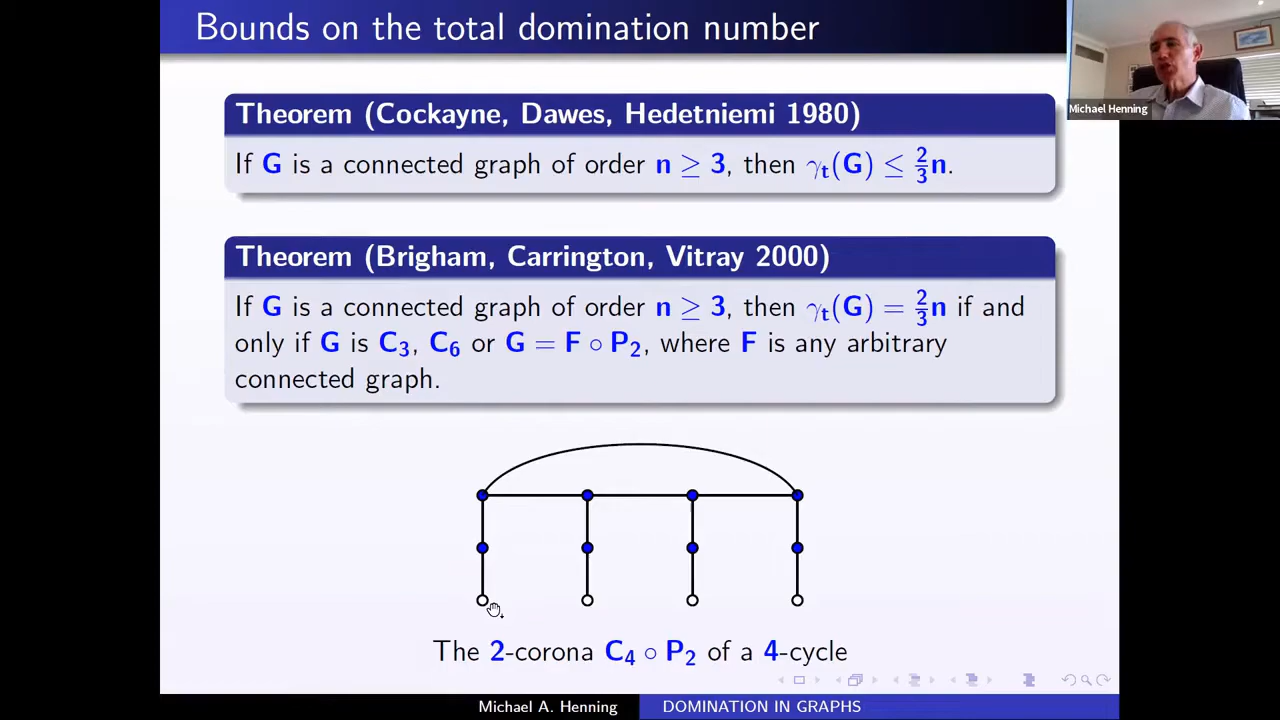 Bounds on the total domination number
Michael Henning
Theorem (Cockayne, Dawes, Hedetniemi 1980)
If G is a connected graph of order n ≥ 3, then γt(G) ≤ 2/3 n.
Theorem (Brigham, Carrington, Vitray 2000)
If G is a connected graph of order n ≥ 3, then γt(G) = 2/3 n if and
only if G is C3, C6 or G = F ∘ P2, where F is any arbitrary
connected graph.
The 2-corona C4 ∘ P2 of a 4-cycle
Michael A. Henning
DOMINATION IN GRAPHS